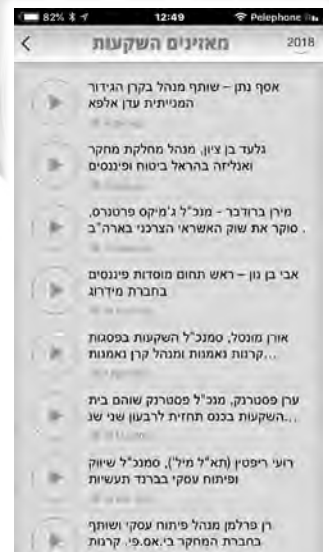 82% 12:49 Pelephone
מאזינים השקעות 2018
אסף נתן – שותף מנהל בקרן הגידור
המנייתית עדן אלפא
גלעד בן ציון, מנהל מחלקת מחקר
ואנליזה בהראל ביטוח ופיננסים
מירן ברודבר - מנכ"ל ג'מיקס פרטנרס,
סוקר את שוק האשראי הצרכני בארה"ב .
אבי בן נון – ראש תחום מוסדות פיננסים
בחברת מידרוג
אורן מונטל, סמנכ"ל השקעות בפסגות
קרנות נאמנות ומנהל קרן נאמנות...
ערן פסטרנק, מנכ"ל פסטרנק שוהם בית
השקעות בכנס תחזית לרבעון שני שנ...
רועי ריפטין (תא"ל מיל'), סמנכ"ל שיווק
ופיתוח עסקי בברנד תעשיות
רן פרלמן מנהל פיתוח עסקי ושותף
בחברת המחקר בי.אס.פי. קרנות